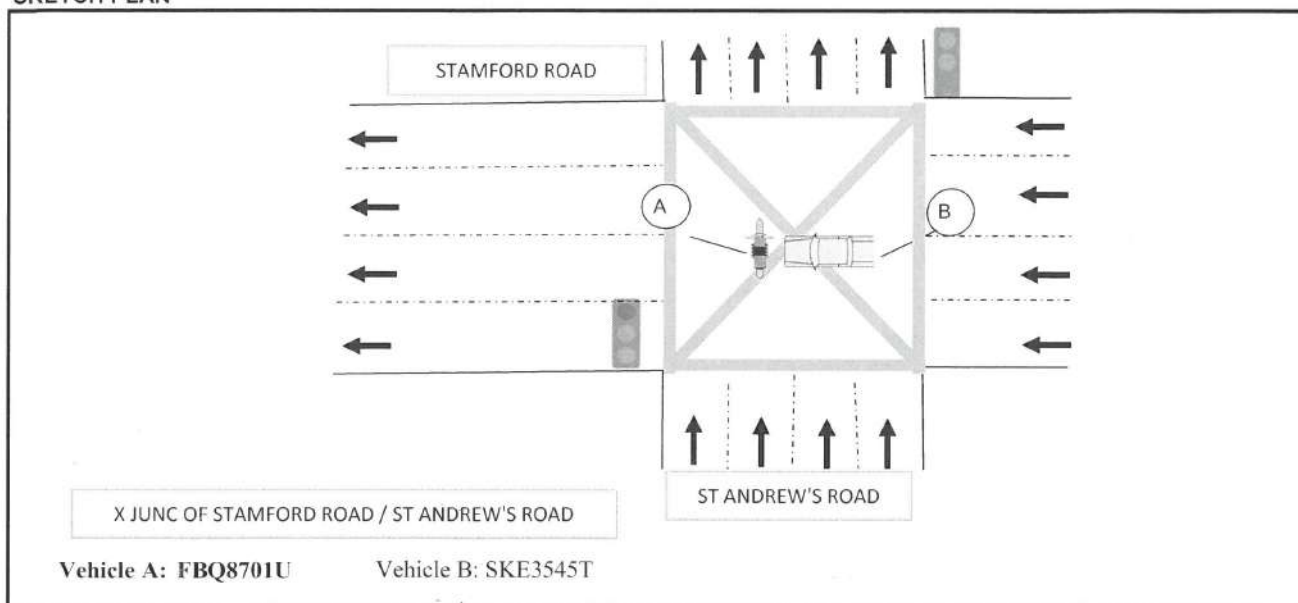 STAMFORD ROAD
A
B
ST ANDREW'S ROAD
X JUNC OF STAMFORD ROAD / ST ANDREW'S ROAD
Vehicle A: FBQ8701U Vehicle B: SKE3545T